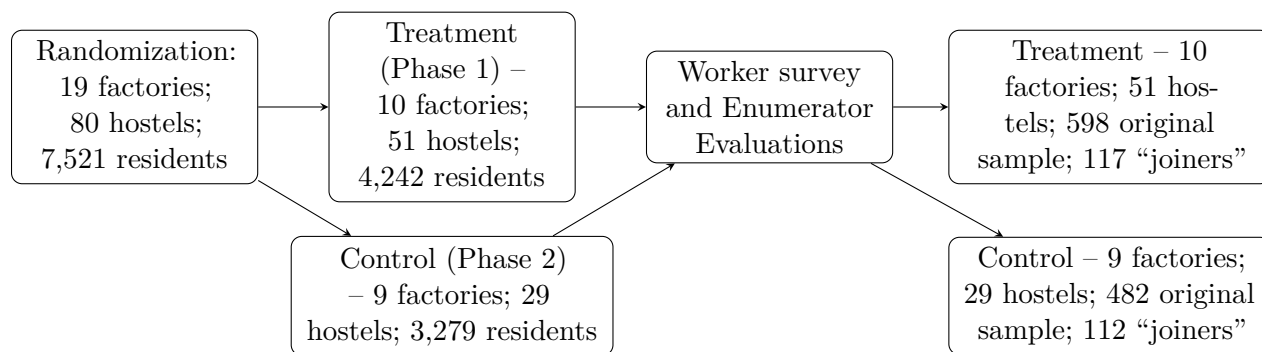 Randomization:
19 factories;
80 hostels;
7,521 residents
Treatment
(Phase 1) –
10 factories;
51 hostels;
4,242 residents
Control (Phase 2)
– 9 factories; 29
hostels; 3,279 residents
Worker survey
and Enumerator
Evaluations
Treatment – 10
factories; 51 hos-
tels; 598 original
sample; 117 “joiners”
Control – 9 factories;
29 hostels; 482 original
sample; 112 “joiners”